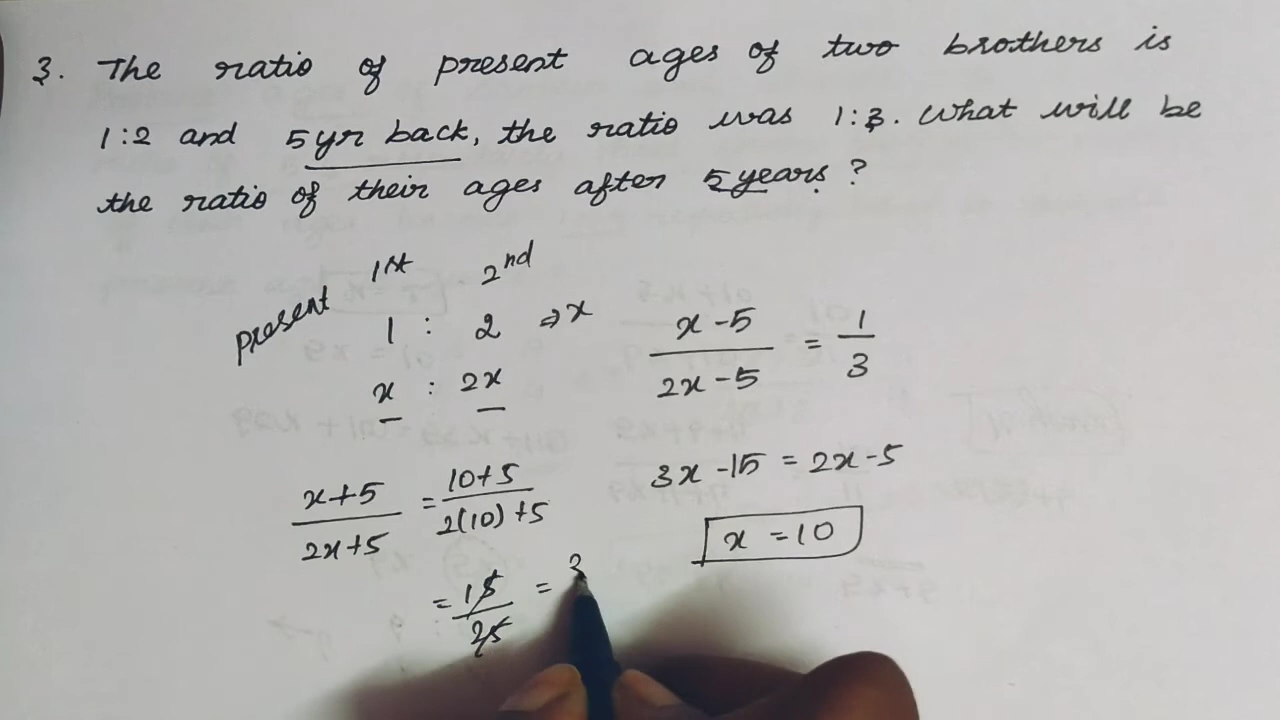 3. The ratio of present ages of two brothers is
1:2 and 5yr back, the ratio was 1:3. What will be
the ratio of their ages after 5 years?
1st 2nd
present 1 : 2 ⇒ x
x : 2x
x - 5 / 2x - 5 = 1 / 3
3x - 15 = 2x - 5
x = 10
x + 5 / 2x + 5 = 10 + 5 / 2(10) + 5
= 15 / 25 = 3